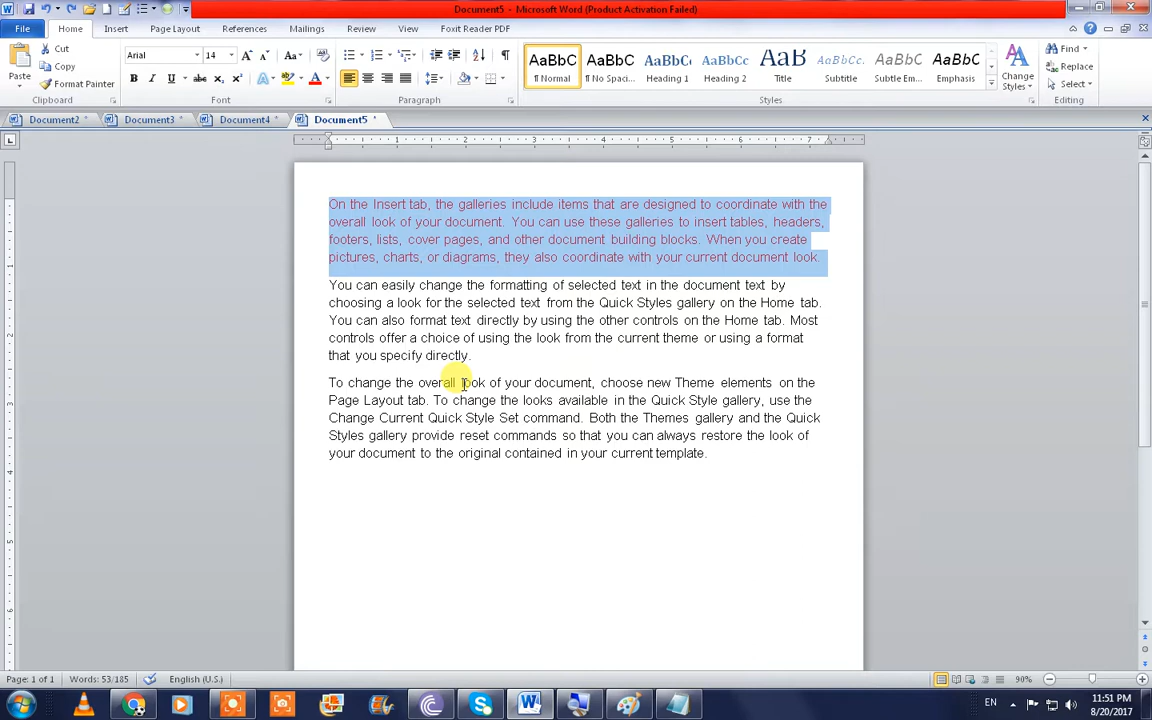 Document5 - Microsoft Word (Product Activation Failed)
File Home Insert Page Layout References Mailings Review View Foxit Reader PDF
Paste
Cut
Copy
Format Painter
Clipboard
Arial 14
Font
Paragraph
AaBbC AaBbC AaBbC AaBbCc AaB AaBbCc. AaBbC AaBbC
¶ Normal ¶ No Spaci... Heading 1 Heading 2 Title Subtitle Subtle Em... Emphasis
Change Styles
Styles
Find
Replace
Select
Editing
Document2 * Document3 * Document4 * Document5 *
1 2 3 4 5 6 7
On the Insert tab, the galleries include items that are designed to coordinate with the
overall look of your document. You can use these galleries to insert tables, headers,
footers, lists, cover pages, and other document building blocks. When you create
pictures, charts, or diagrams, they also coordinate with your current document look.
You can easily change the formatting of selected text in the document text by
choosing a look for the selected text from the Quick Styles gallery on the Home tab.
You can also format text directly by using the other controls on the Home tab. Most
controls offer a choice of using the look from the current theme or using a format
that you specify directly.
To change the overall look of your document, choose new Theme elements on the
Page Layout tab. To change the looks available in the Quick Style gallery, use the
Change Current Quick Style Set command. Both the Themes gallery and the Quick
Styles gallery provide reset commands so that you can always restore the look of
your document to the original contained in your current template.
Page: 1 of 1 Words: 53/185 English (U.S.) 90%
EN 11:51 PM
8/20/2017